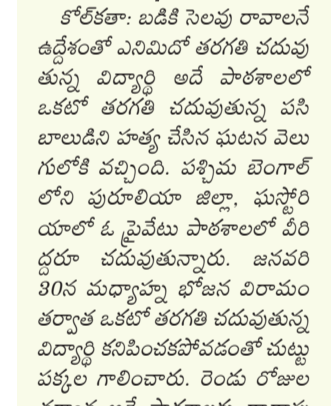 కోల్‌కతా: బడికి సెలవు రావాలనే
ఉద్దేశంతో ఎనిమిదో తరగతి చదువు
తున్న విద్యార్థి అదే పాఠశాలలో
ఒకటో తరగతి చదువుతున్న పసి
బాలుడిని హత్య చేసిన ఘటన వెలు
గులోకి వచ్చింది. పశ్చిమ బెంగాల్
లోని పురూలియా జిల్లా, ఘస్తోరి
యాలో ఓ ప్రైవేటు పాఠశాలలో వీరి
ద్దరూ చదువుతున్నారు. జనవరి
30న మధ్యాహ్న భోజన విరామం
తర్వాత ఒకటో తరగతి చదువుతున్న
విద్యార్థి కనిపించకపోవడంతో చుట్టు
పక్కల గాలించారు. రెండు రోజుల